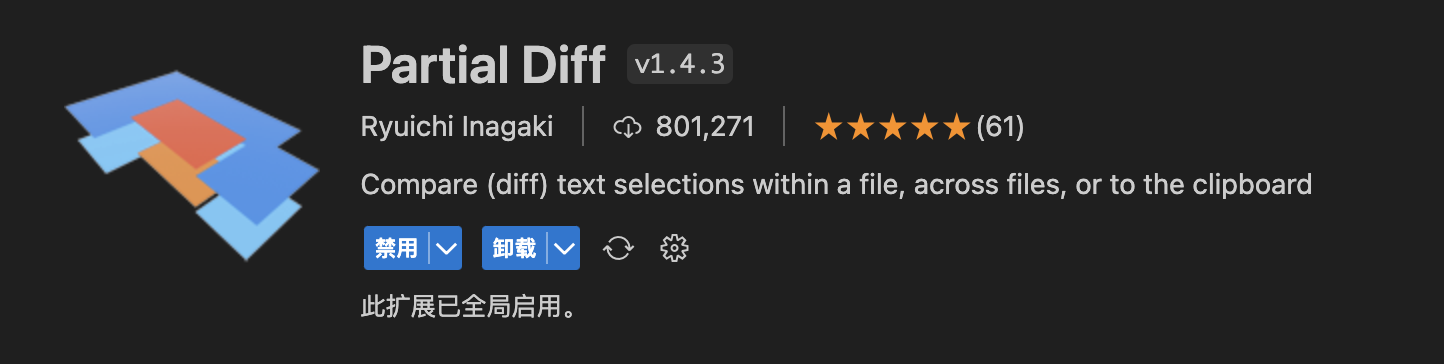 Partial Diff v1.4.3
Ryuichi Inagaki 801,271 (61)
Compare (diff) text selections within a file, across files, or to the clipboard
禁用 卸载
此扩展已全局启用。